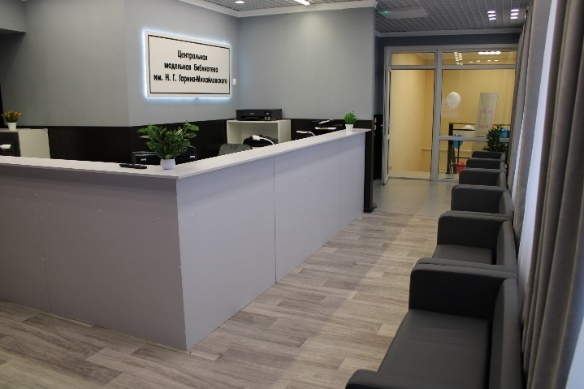 Центральная
модельная библиотека
им. Н. Г. Гарина-Михайловского